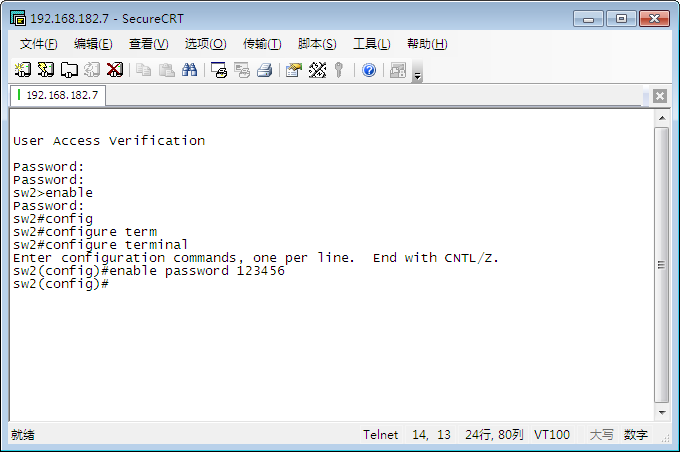 192.168.182.7 - SecureCRT
文件(F) 编辑(E) 查看(V) 选项(O) 传输(T) 脚本(S) 工具(L) 帮助(H)
192.168.182.7
User Access Verification
Password:
Password:
sw2>enable
Password:
sw2#config
sw2#configure term
sw2#configure terminal
Enter configuration commands, one per line.  End with CNTL/Z.
sw2(config)#enable password 123456
sw2(config)#
就绪 Telnet 14, 13 24行, 80列 VT100 大写 数字